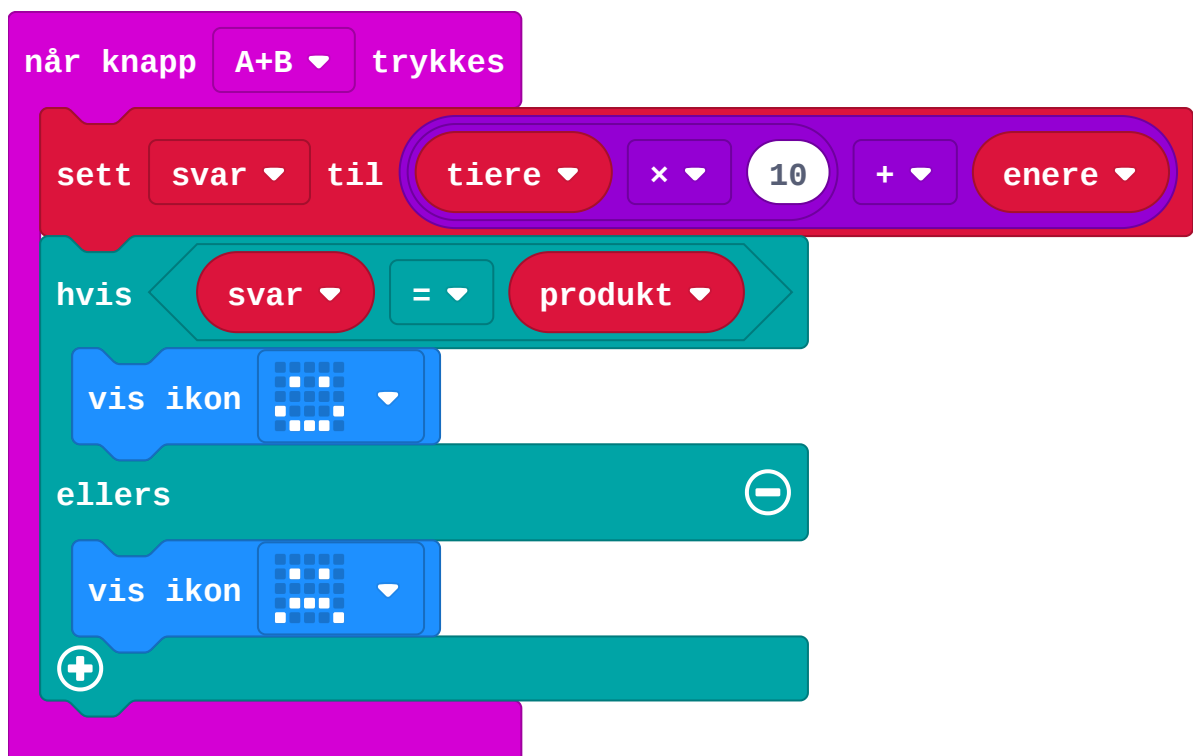 når knapp A+B trykkes
sett svar til tiere × 10 + enere
hvis svar = produkt
vis ikon
ellers
vis ikon